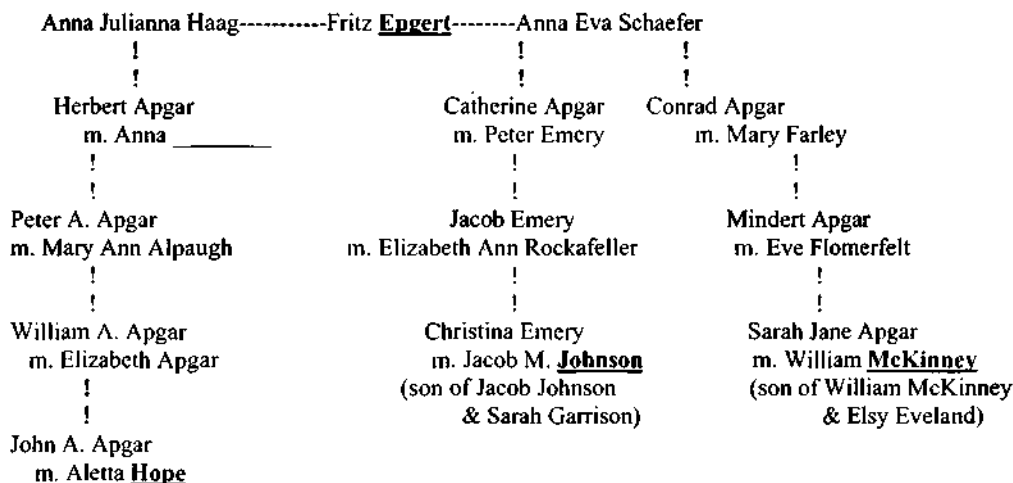 Anna Julianna Haag-----------Fritz Epgert--------Anna Eva Schaefer
! ! !
! ! !
Herbert Apgar Catherine Apgar Conrad Apgar
m. Anna ________ m. Peter Emery m. Mary Farley
! ! !
! ! !
Peter A. Apgar Jacob Emery Mindert Apgar
m. Mary Ann Alpaugh m. Elizabeth Ann Rockafeller m. Eve Flomerfelt
! ! !
! ! !
William A. Apgar Christina Emery Sarah Jane Apgar
m. Elizabeth Apgar m. Jacob M. Johnson m. William McKinney
! (son of Jacob Johnson (son of William McKinney
! & Sarah Garrison) & Elsy Eveland)
John A. Apgar
m. Aletta Hope